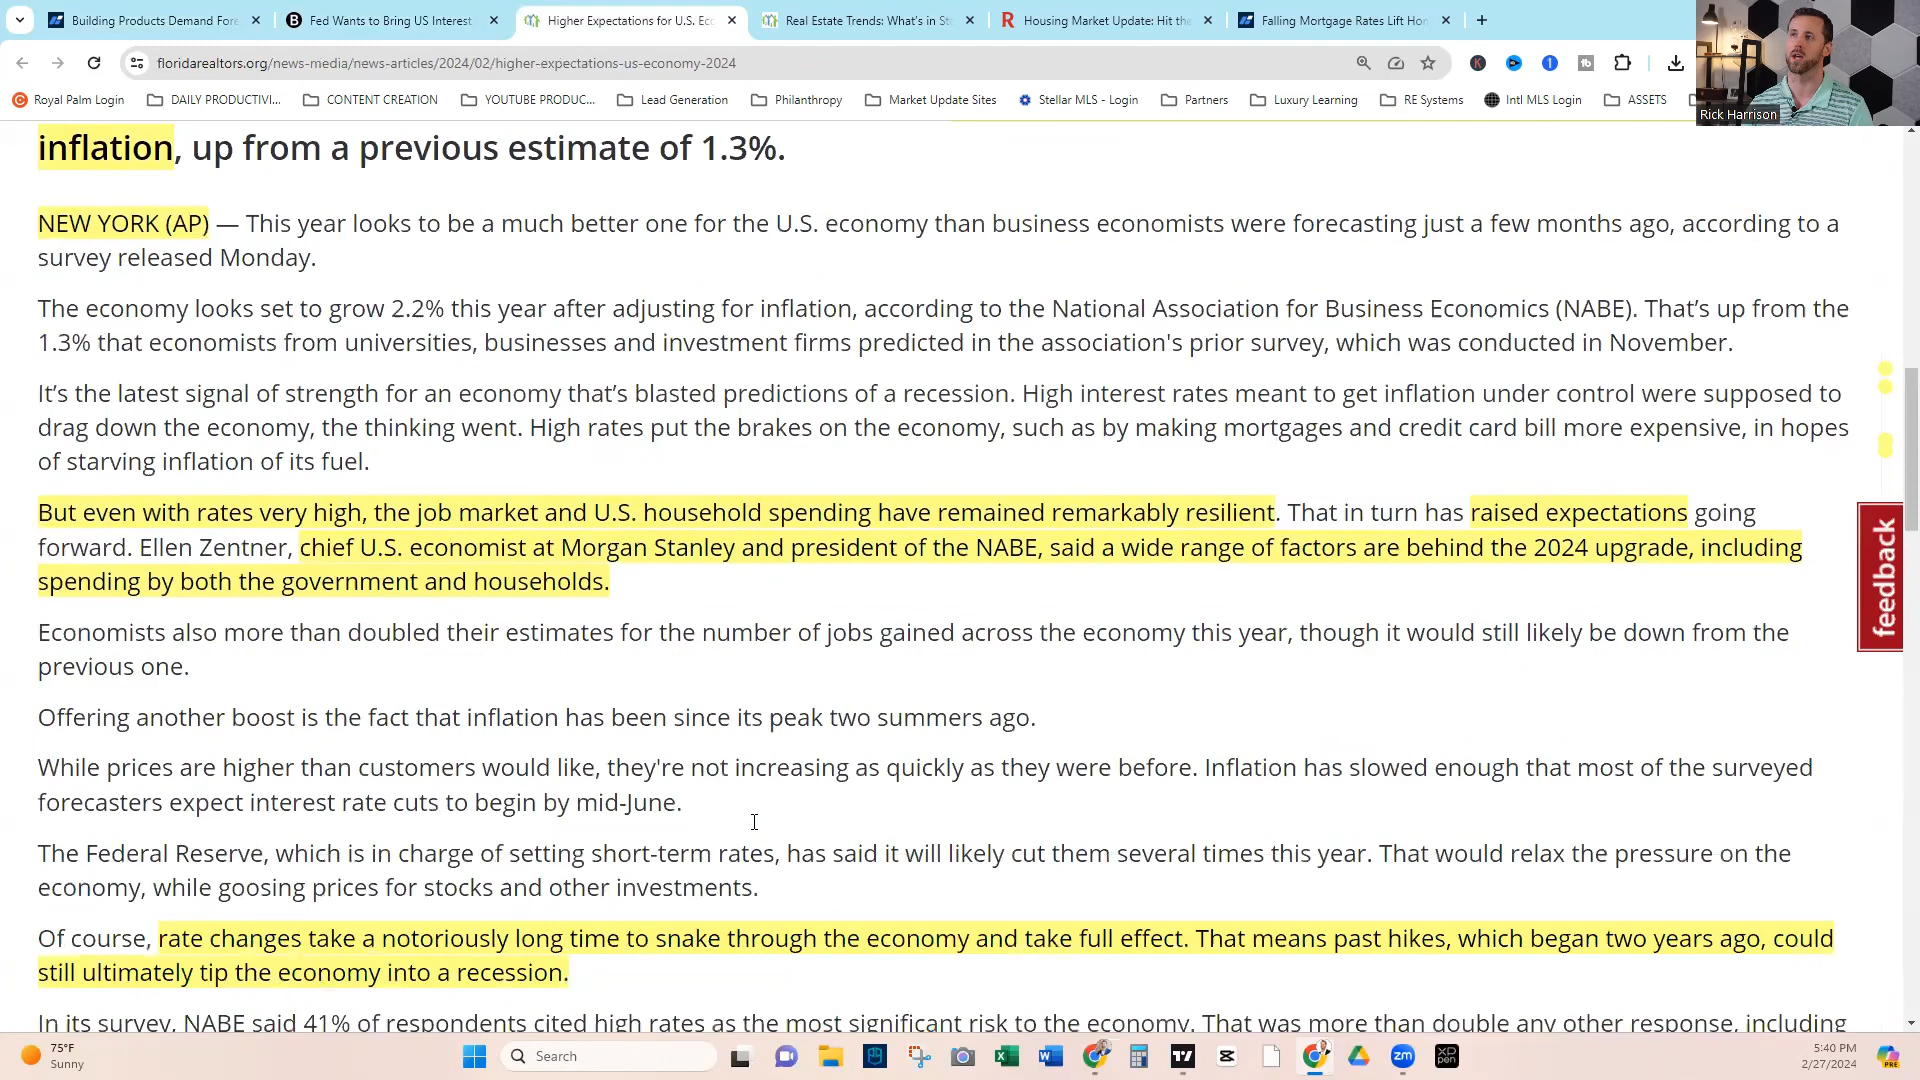 Building Products Demand Fore
Fed Wants to Bring US Interest
Higher Expectations for U.S. Ec
Real Estate Trends: What's in St
Housing Market Update: Hit the
Falling Mortgage Rates Lift Hon
floridarealtors.org/news-media/news-articles/2024/02/higher-expectations-us-economy-2024
Royal Palm Login
DAILY PRODUCTIVI...
CONTENT CREATION
YOUTUBE PRODUC...
Lead Generation
Philanthropy
Market Update Sites
Stellar MLS - Login
Partners
Luxury Learning
RE Systems
Intl MLS Login
ASSETS
Rick Harrison
inflation, up from a previous estimate of 1.3%.
NEW YORK (AP) — This year looks to be a much better one for the U.S. economy than business economists were forecasting just a few months ago, according to a
survey released Monday.
The economy looks set to grow 2.2% this year after adjusting for inflation, according to the National Association for Business Economics (NABE). That’s up from the
1.3% that economists from universities, businesses and investment firms predicted in the association's prior survey, which was conducted in November.
It’s the latest signal of strength for an economy that’s blasted predictions of a recession. High interest rates meant to get inflation under control were supposed to
drag down the economy, the thinking went. High rates put the brakes on the economy, such as by making mortgages and credit card bill more expensive, in hopes
of starving inflation of its fuel.
But even with rates very high, the job market and U.S. household spending have remained remarkably resilient. That in turn has raised expectations going
forward. Ellen Zentner, chief U.S. economist at Morgan Stanley and president of the NABE, said a wide range of factors are behind the 2024 upgrade, including
spending by both the government and households.
Economists also more than doubled their estimates for the number of jobs gained across the economy this year, though it would still likely be down from the
previous one.
Offering another boost is the fact that inflation has been since its peak two summers ago.
While prices are higher than customers would like, they're not increasing as quickly as they were before. Inflation has slowed enough that most of the surveyed
forecasters expect interest rate cuts to begin by mid-June.
The Federal Reserve, which is in charge of setting short-term rates, has said it will likely cut them several times this year. That would relax the pressure on the
economy, while goosing prices for stocks and other investments.
Of course, rate changes take a notoriously long time to snake through the economy and take full effect. That means past hikes, which began two years ago, could
still ultimately tip the economy into a recession.
In its survey, NABE said 41% of respondents cited high rates as the most significant risk to the economy. That was more than double any other response, including
feedback
75°F
Sunny
Search
5:40 PM
2/27/2024